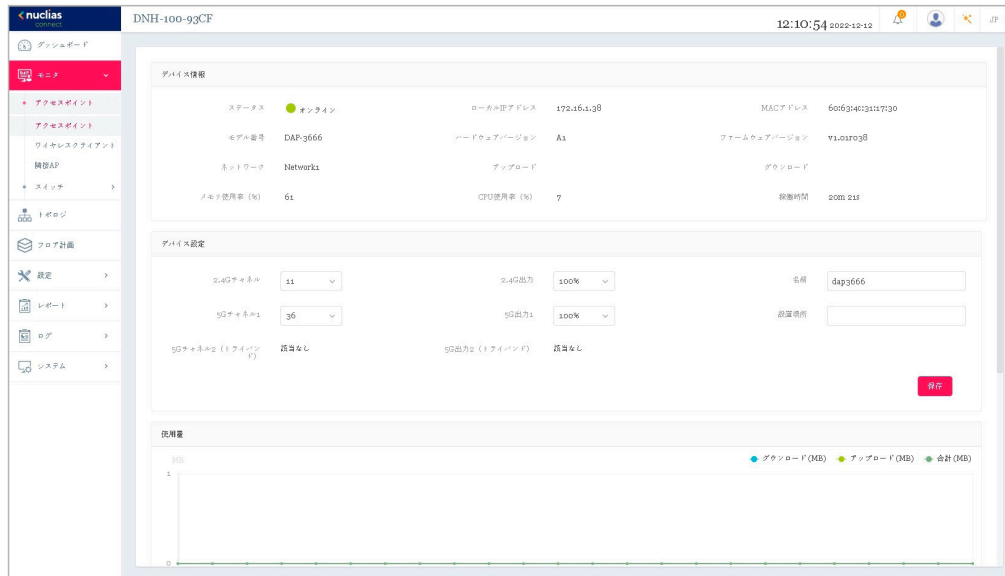 nuclias
connect
DNH-100-93CF
12:10:54 2022-12-12
0
JP
ダッシュボード
モニタ
アクセスポイント
アクセスポイント
ワイヤレスクライアント
隣接AP
スイッチ
トポロジ
フロア計画
設定
レポート
ログ
システム
デバイス情報
ステータス オンライン ローカルIPアドレス 172.16.1.38 MACアドレス 60:63:4c:31:17:30
モデル番号 DAP-3666 ハードウェアバージョン A1 ファームウェアバージョン v1.01r038
ネットワーク Network1 アップロード ダウンロード
メモリ使用率 (%) 61 CPU使用率 (%) 7 稼働時間 20m 21s
デバイス設定
2.4Gチャネル 11 2.4G出力 100% 名前 dap3666
5Gチャネル1 36 5G出力1 100% 設置場所
5Gチャネル2 (トライバンド) 該当なし 5G出力2 (トライバンド) 該当なし
保存
使用量
MB ダウンロード(MB) アップロード(MB) 合計(MB)
1
0